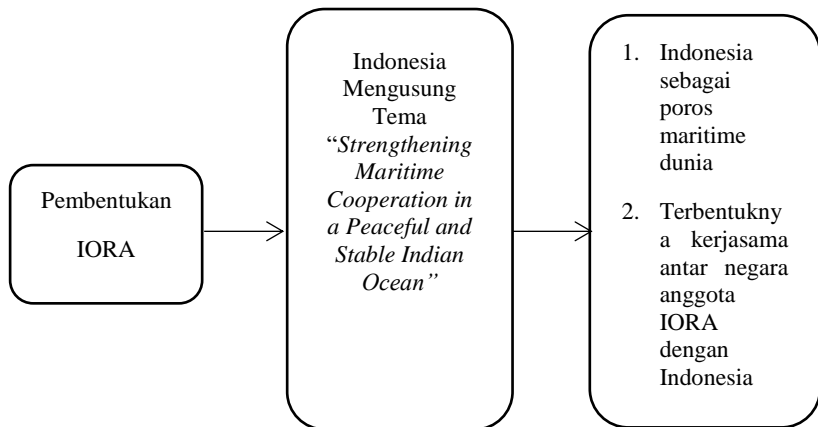 Pembentukan
IORA
Indonesia
Mengusung
Tema
“Strengthening
Maritime
Cooperation in
a Peaceful and
Stable Indian
Ocean”
1. Indonesia
sebagai
poros
maritime
dunia
2. Terbentukny
a kerjasama
antar negara
anggota
IORA
dengan
Indonesia